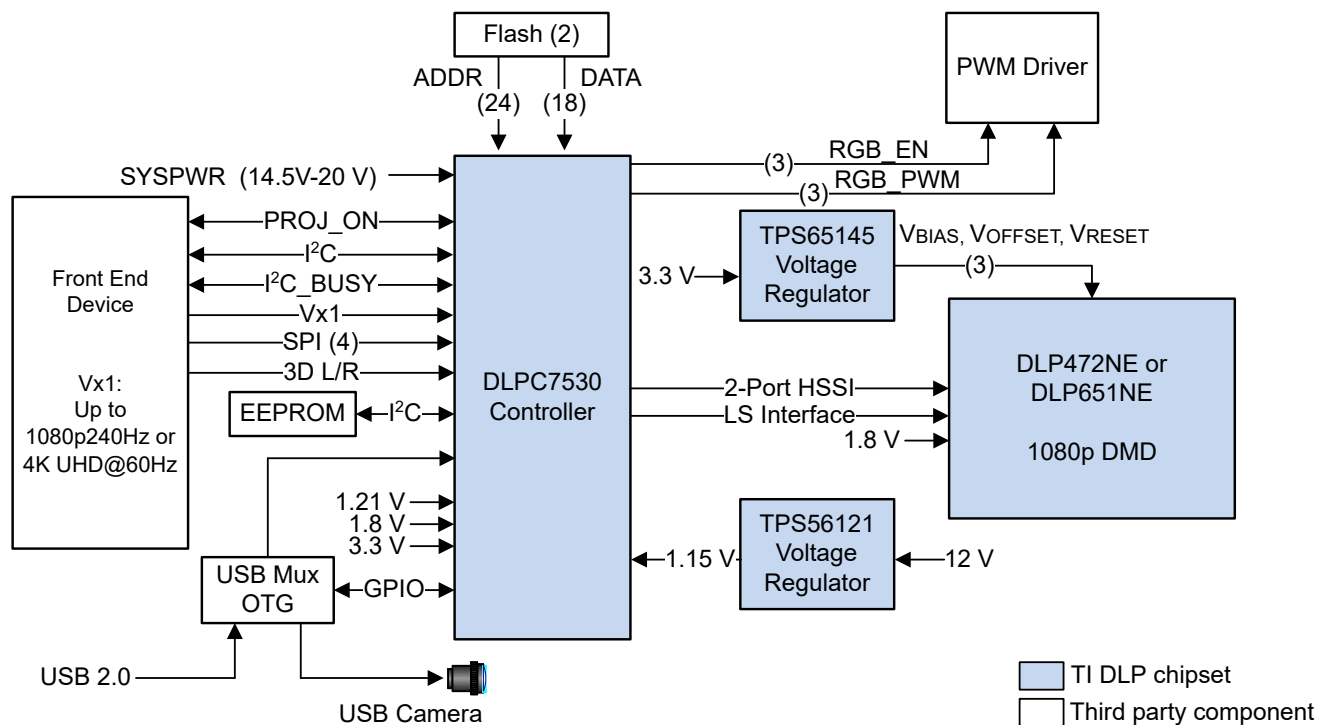 Flash (2)
ADDR
DATA
(24)
(18)
PWM Driver
RGB_EN
(3)
RGB_PWM
(3)
SYSPWR (14.5V-20 V)
PROJ_ON
I²C
I²C_BUSY
Vx1
SPI (4)
3D L/R
Front End
Device
Vx1:
Up to
1080p240Hz or
4K UHD@60Hz
EEPROM
I²C
DLPC7530
Controller
3.3 V
TPS65145
Voltage
Regulator
VBIAS, VOFFSET, VRESET
(3)
2-Port HSSI
LS Interface
1.8 V
DLP472NE or
DLP651NE
1080p DMD
1.21 V
1.8 V
3.3 V
1.15 V
TPS56121
Voltage
Regulator
12 V
USB Mux
OTG
GPIO
USB 2.0
USB Camera
TI DLP chipset
Third party component